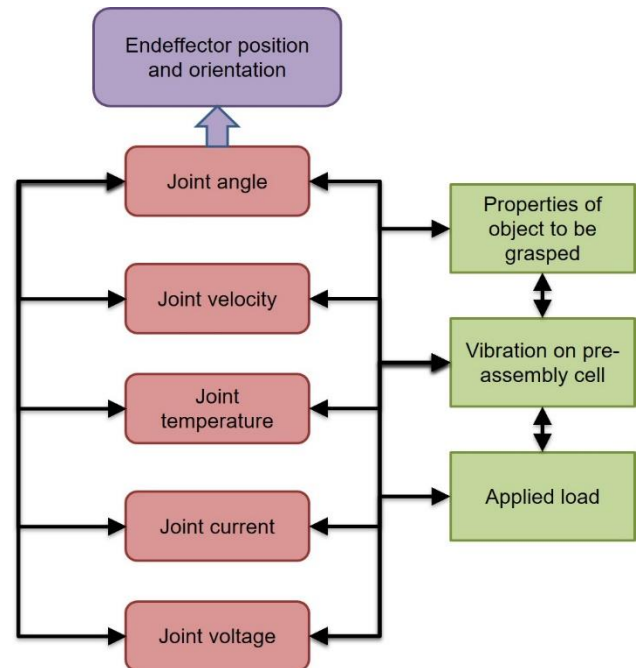 Endeffector position
and orientation
Joint angle
Properties of
object to be
grasped
Joint velocity
Vibration on pre-
assembly cell
Joint
temperature
Applied load
Joint current
Joint voltage